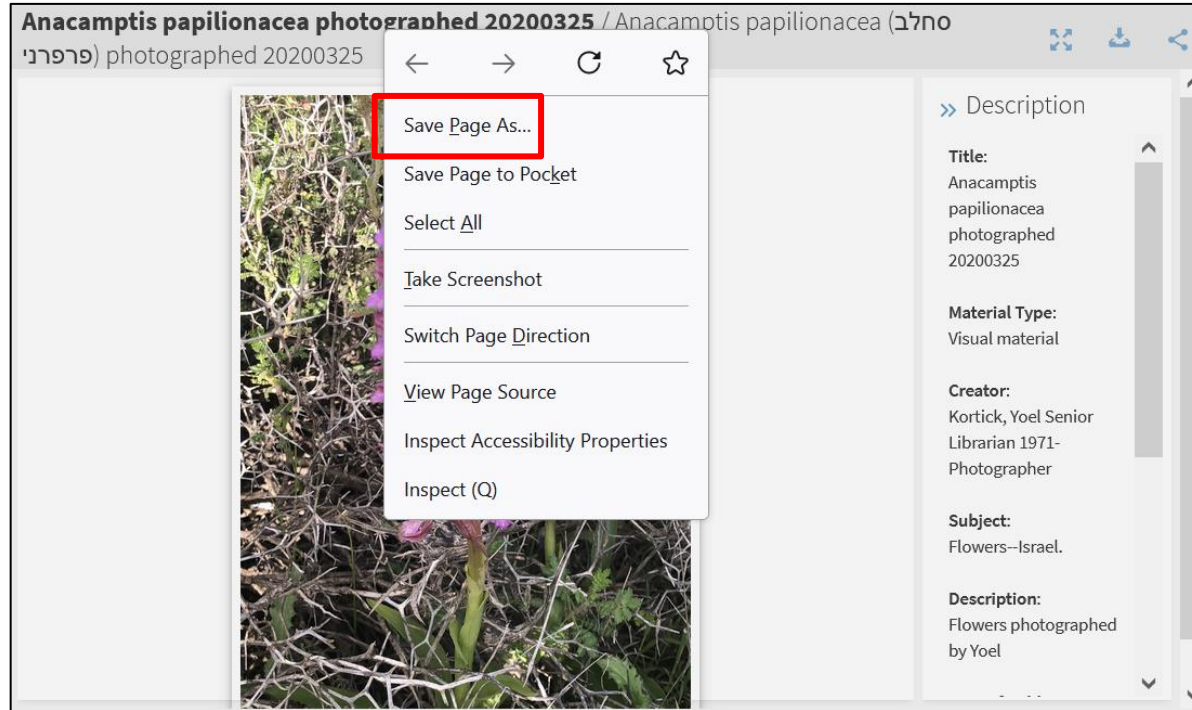 Anacamptis papilionacea photographed 20200325 / Anacamptis papilionacea (סחלב
פרפרני) photographed 20200325
Save Page As...
Save Page to Pocket
Select All
Take Screenshot
Switch Page Direction
View Page Source
Inspect Accessibility Properties
Inspect (Q)
Description
Title:
Anacamptis
papilionacea
photographed
20200325
Material Type:
Visual material
Creator:
Kortick, Yoel Senior
Librarian 1971-
Photographer
Subject:
Flowers--Israel.
Description:
Flowers photographed
by Yoel